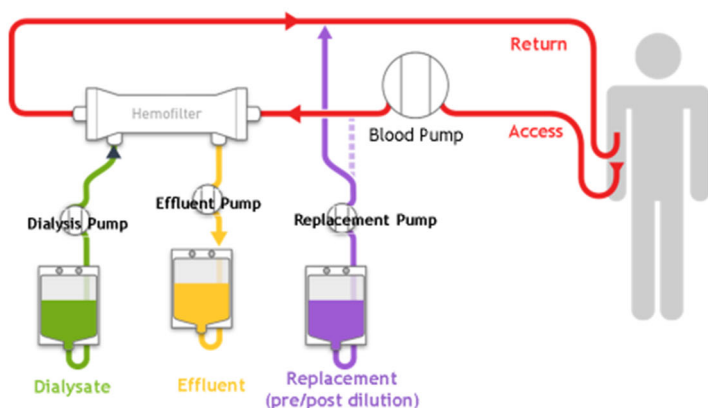 Return
Hemofilter
Blood Pump
Access
Effluent Pump
Dialysis Pump
Replacement Pump
Dialysate
Effluent
Replacement
(pre/post dilution)